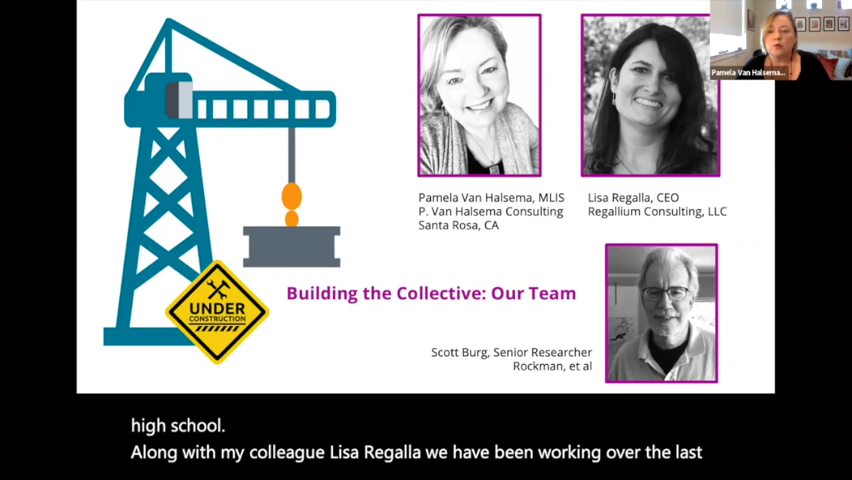 Pamela Van Halsema...
Pamela Van Halsema, MLIS
P. Van Halsema Consulting
Santa Rosa, CA
Lisa Regalla, CEO
Regallium Consulting, LLC
UNDER
CONSTRUCTION
Building the Collective: Our Team
Scott Burg, Senior Researcher
Rockman, et al
high school.
Along with my colleague Lisa Regalla we have been working over the last